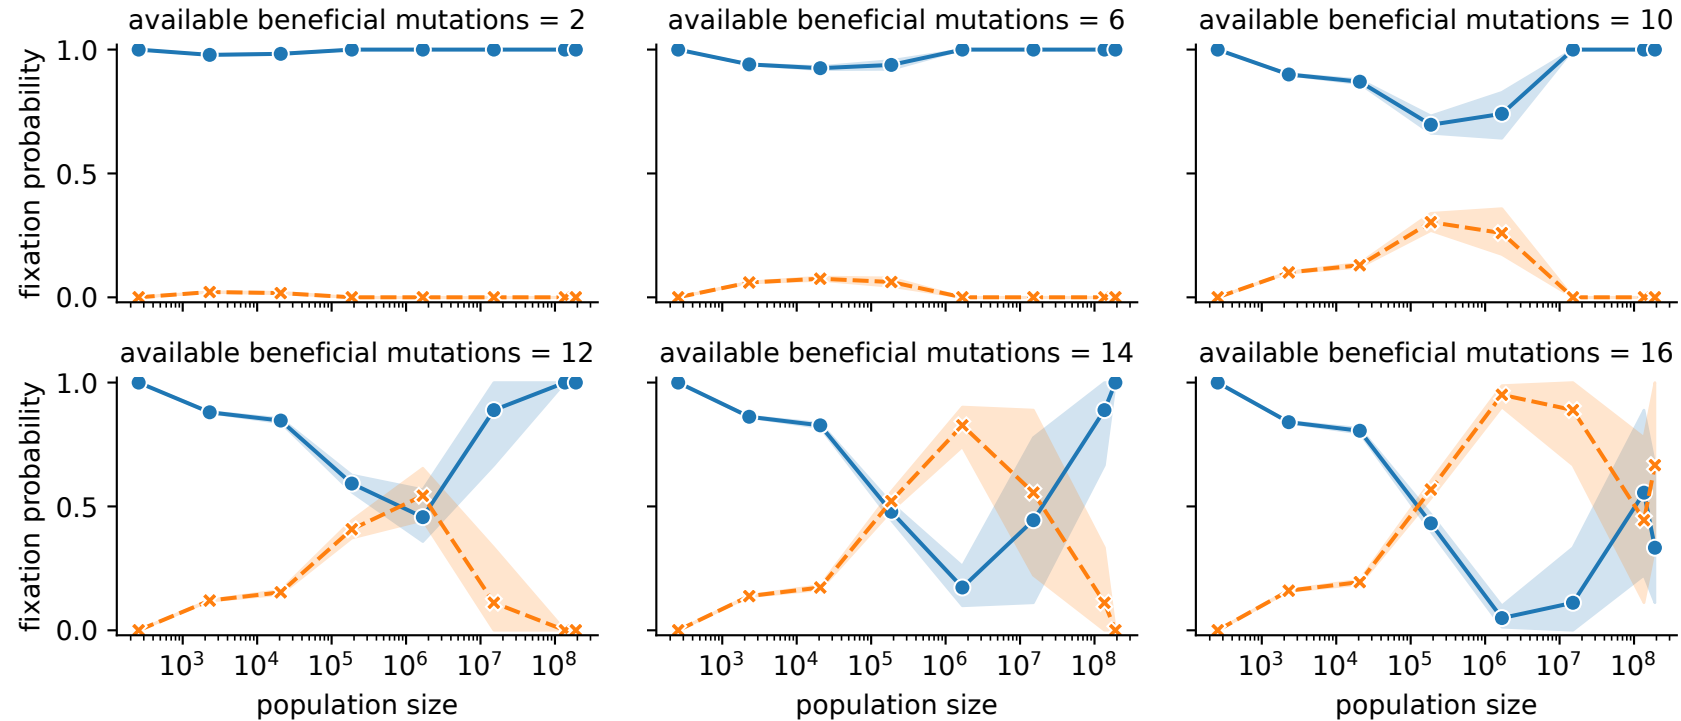 available beneficial mutations = 2
available beneficial mutations = 6
available beneficial mutations = 10
fixation probability
1.0
0.5
0.0
available beneficial mutations = 12
available beneficial mutations = 14
available beneficial mutations = 16
fixation probability
1.0
0.5
0.0
10³ 10⁴ 10⁵ 10⁶ 10⁷ 10⁸
10³ 10⁴ 10⁵ 10⁶ 10⁷ 10⁸
10³ 10⁴ 10⁵ 10⁶ 10⁷ 10⁸
population size
population size
population size